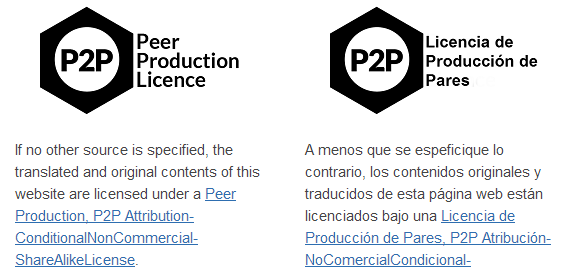 P2P
Peer
Production
Licence
If no other source is specified, the
translated and original contents of this
website are licensed under a Peer
Production, P2P Attribution-
ConditionalNonCommercial-
ShareAlikeLicense.
P2P
Licencia de
Producción de
Pares
A menos que se espeficique lo
contrario, los contenidos originales y
traducidos de esta página web están
licenciados bajo una Licencia de
Producción de Pares, P2P Atribución-
NoComercialCondicional-